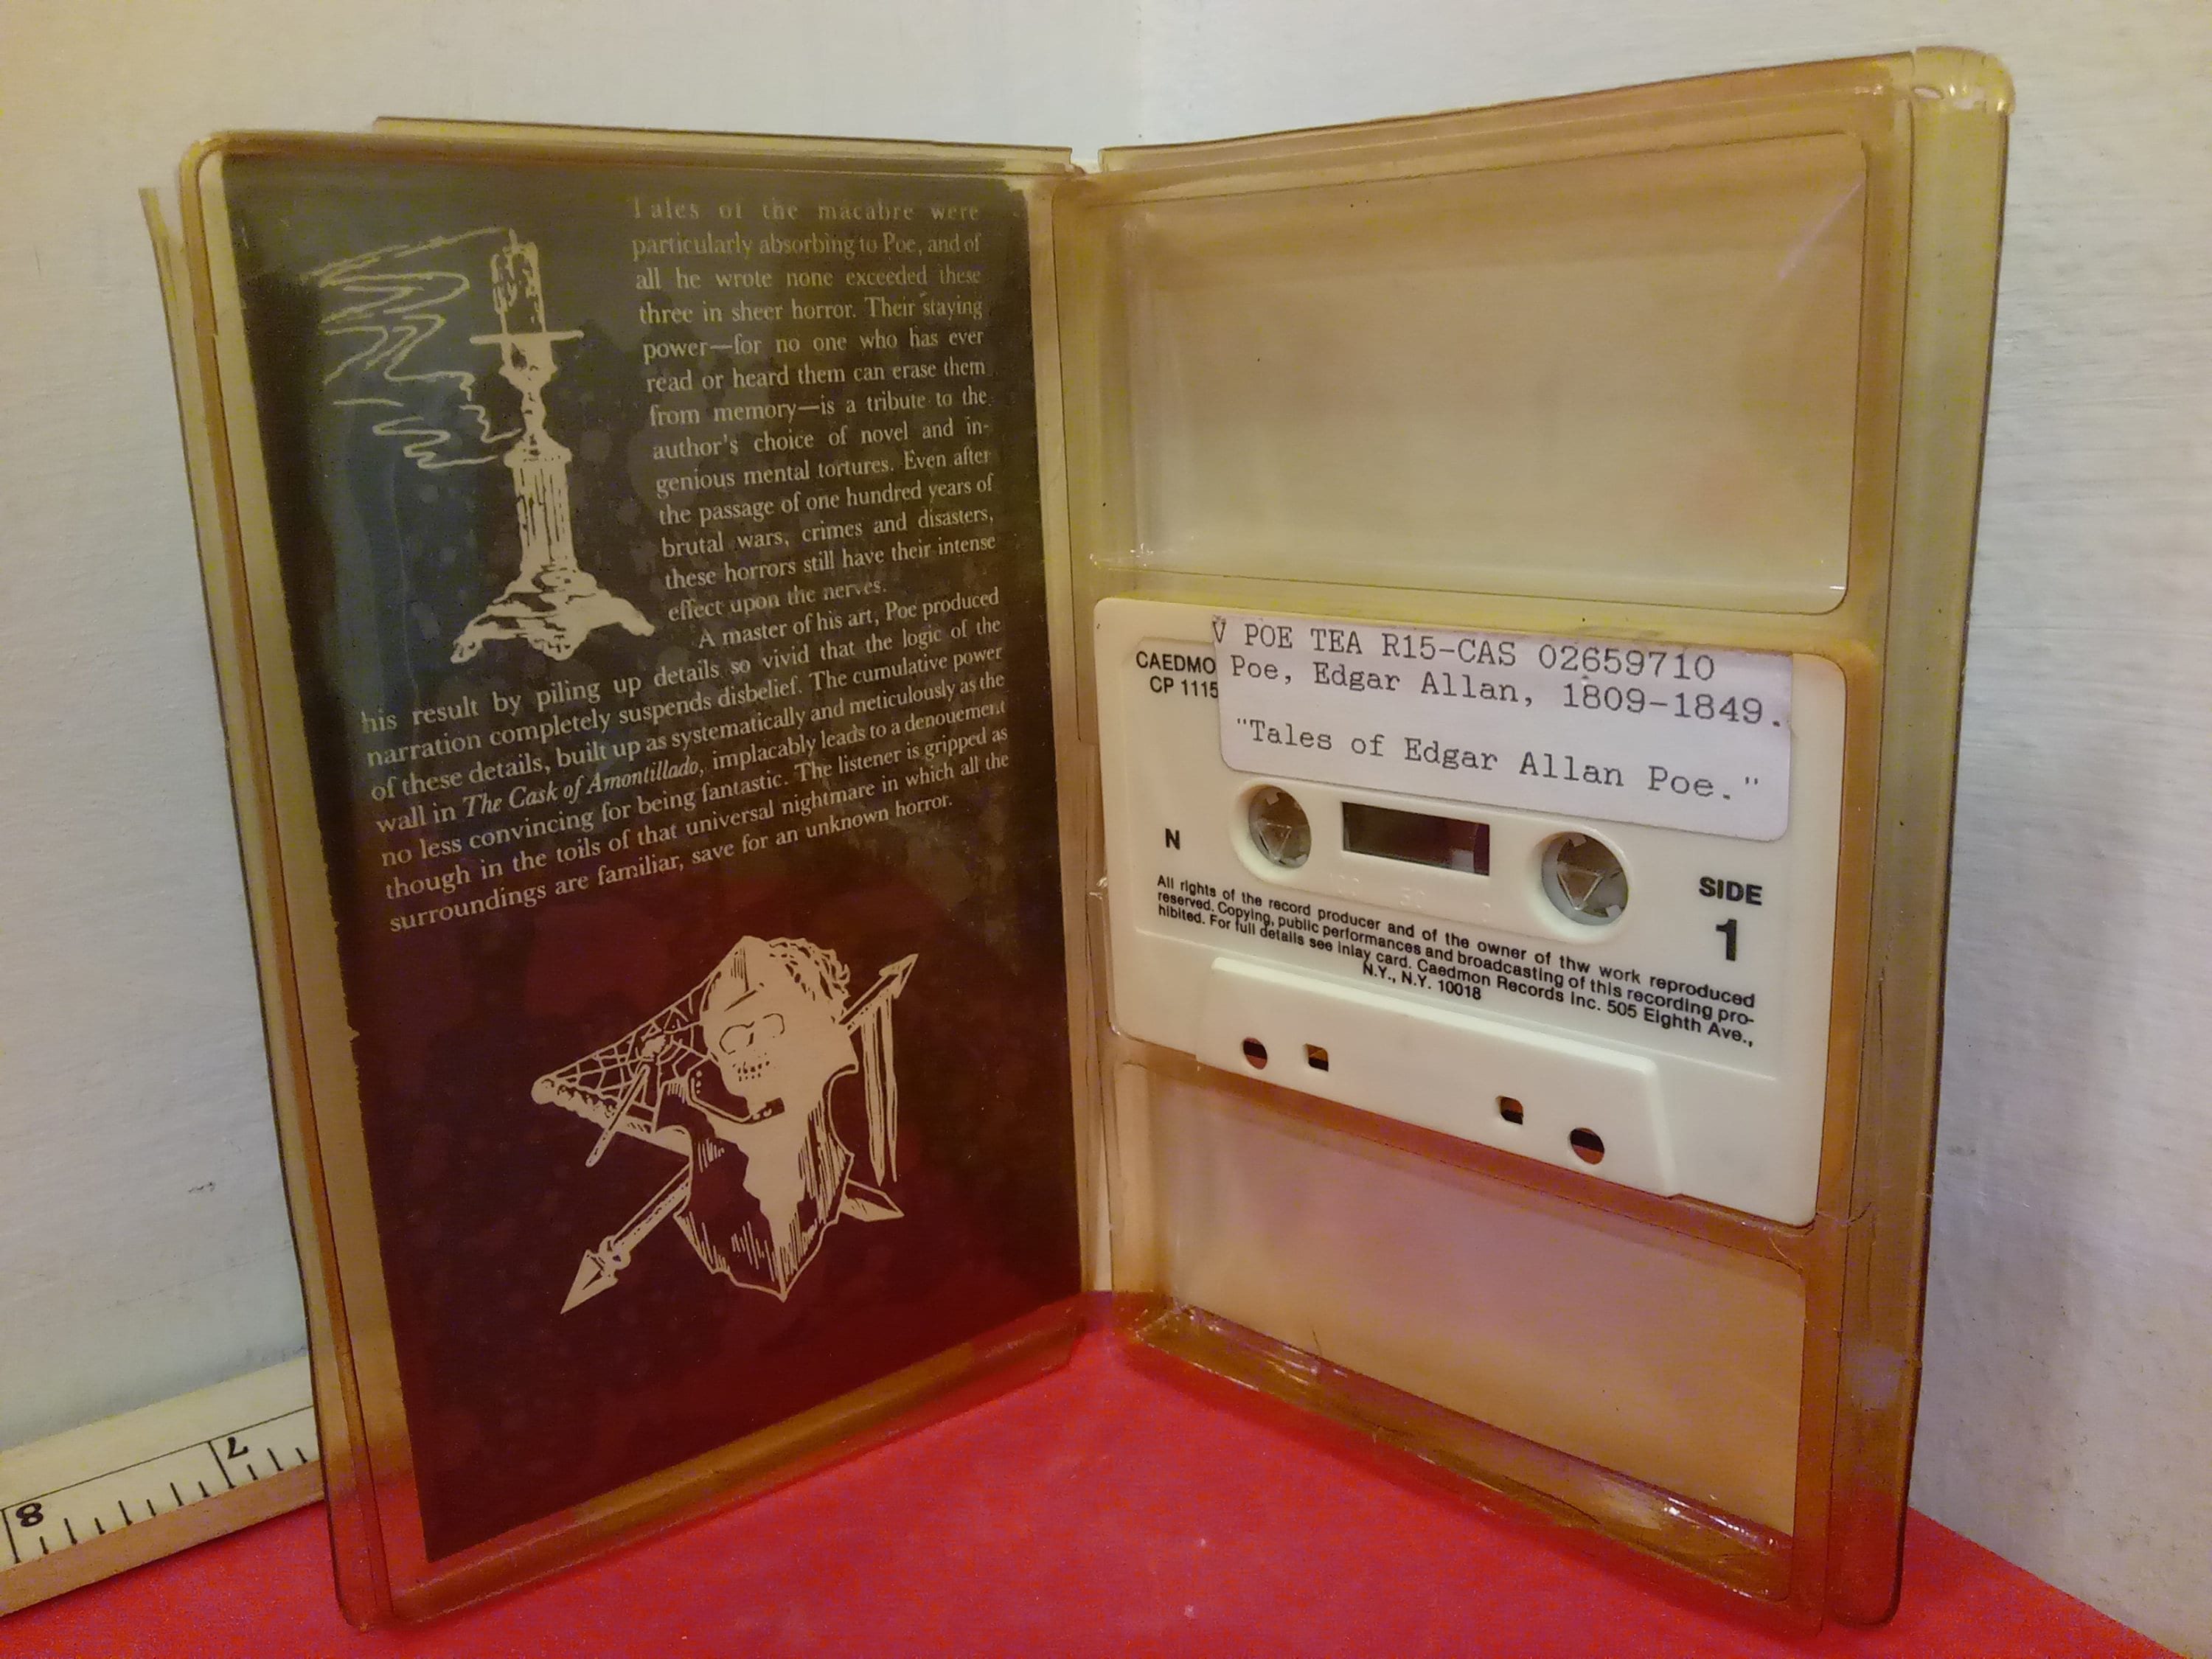 Tales of the macabre were
particularly absorbing to Poe, and of
all he wrote none exceeded these
three in sheer horror. Their staying
power—for no one who has ever
read or heard them can erase them
from memory—is a tribute to the
author's choice of novel and in-
genious mental tortures. Even after
the passage of one hundred years of
brutal wars, crimes and disasters,
these horrors still have their intense
effect upon the nerves.
A master of his art, Poe produced
his result by piling up details so vivid that the logic of the
narration completely suspends disbelief. The cumulative power
of these details, built up as systematically and meticulously as the
wall in The Cask of Amontillado, implacably leads to a denouement
no less convincing for being fantastic. The listener is gripped as
though in the toils of that universal nightmare in which all the
surroundings are familiar, save for an unknown horror.
V POE TEA R15-CAS 02659710
Poe, Edgar Allan, 1809-1849.
"Tales of Edgar Allan Poe."
CAEDMO
CP 1115
N
SIDE
1
All rights of the record producer and of the owner of thw work reproduced
reserved. Copying, public performances and broadcasting of this recording pro-
hibited. For full details see inlay card. Caedmon Records Inc. 505 Eighth Ave.,
N.Y., N.Y. 10018
8
7